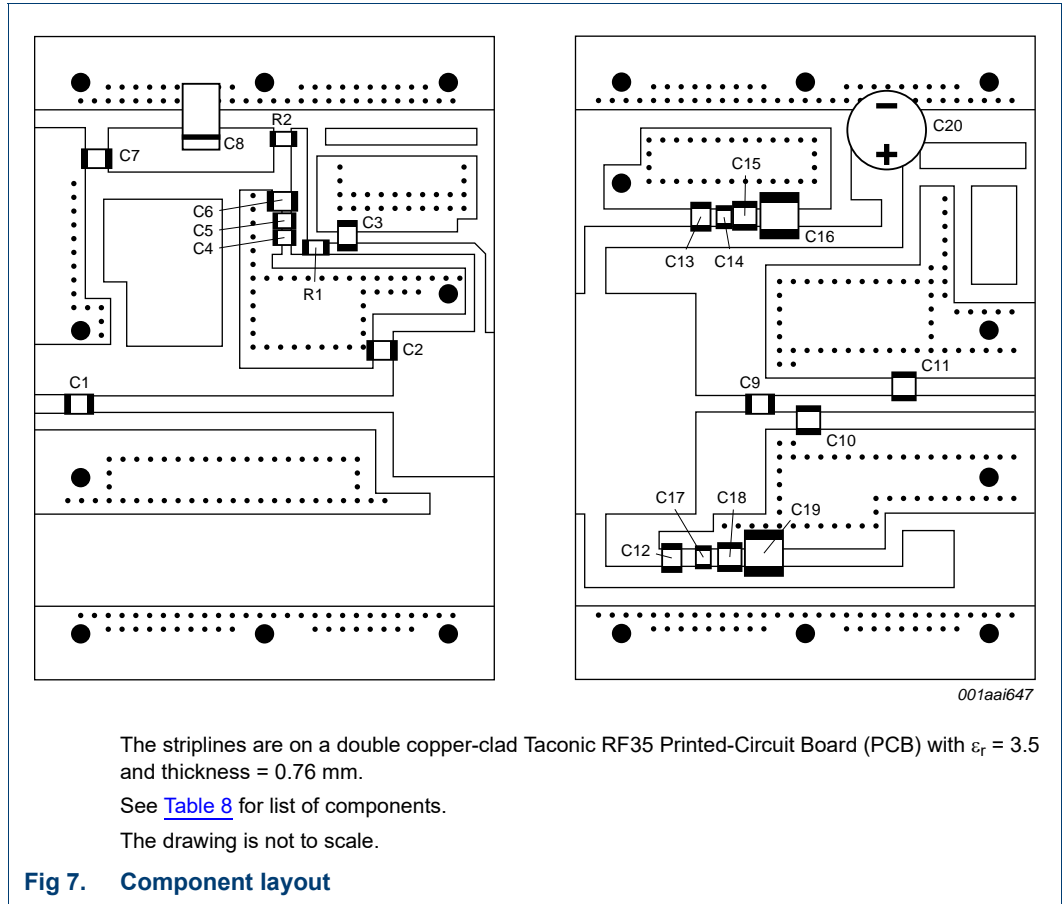 R2
C7
C8
C6
C5
C4
C3
R1
C2
C1
C20
C15
C16
C13
C14
C11
C9
C10
C17
C18
C19
C12
001aai647
The striplines are on a double copper-clad Taconic RF35 Printed-Circuit Board (PCB) with εr = 3.5
and thickness = 0.76 mm.
See Table 8 for list of components.
The drawing is not to scale.
Fig 7. Component layout